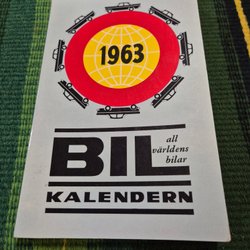 1963
BIL
all
världens
bilar
KALENDERN